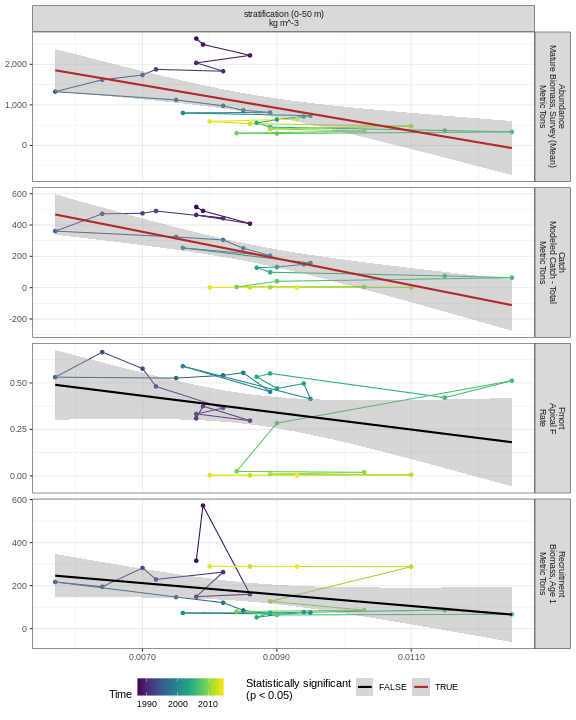 stratification (0-50 m)
kg m^-3
2,000
1,000
0
Abundance
Mature Biomass, Survey (Mean)
Metric Tons
600
400
200
0
-200
Catch
Modeled Catch - Total
Metric Tons
0.50
0.25
0.00
Fmort
Apical F
Rate
600
400
200
0
Recruitment
Biomass, Age 1
Metric Tons
0.0070
0.0090
0.0110
Time
1990
2000
2010
Statistically significant
(p < 0.05)
FALSE
TRUE